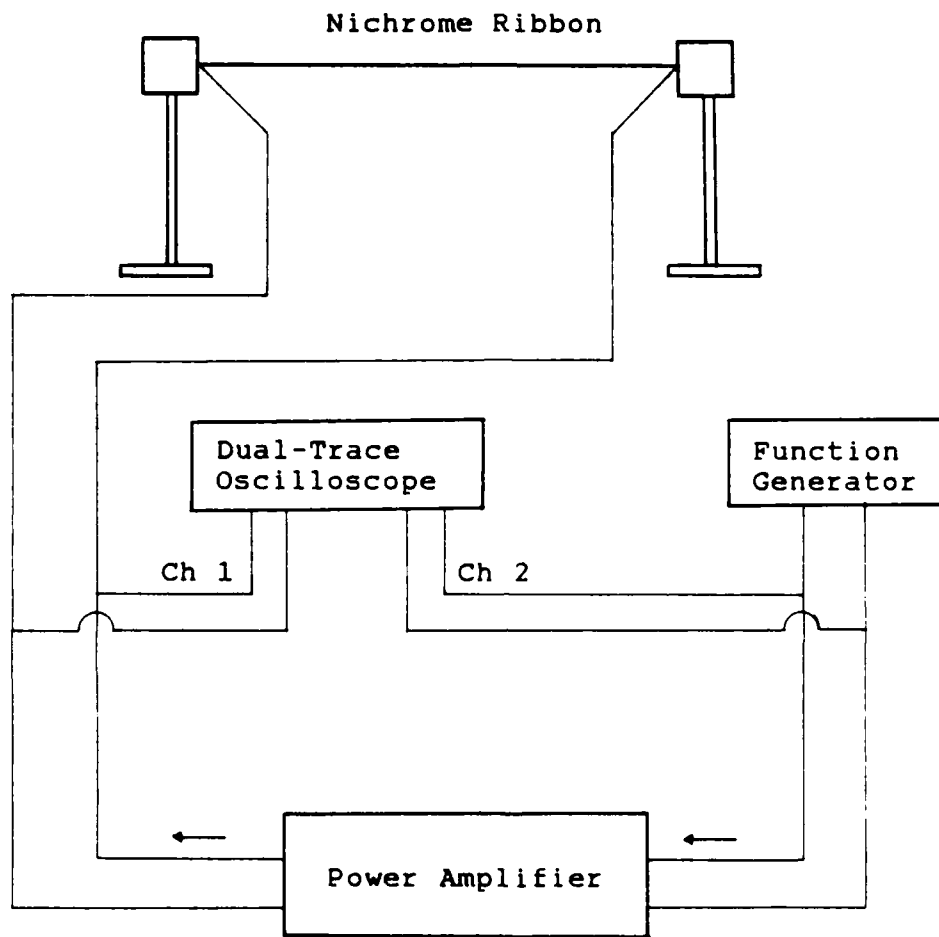 Nichrome Ribbon
Dual-Trace
Oscilloscope
Function
Generator
Ch 1
Ch 2
Power Amplifier